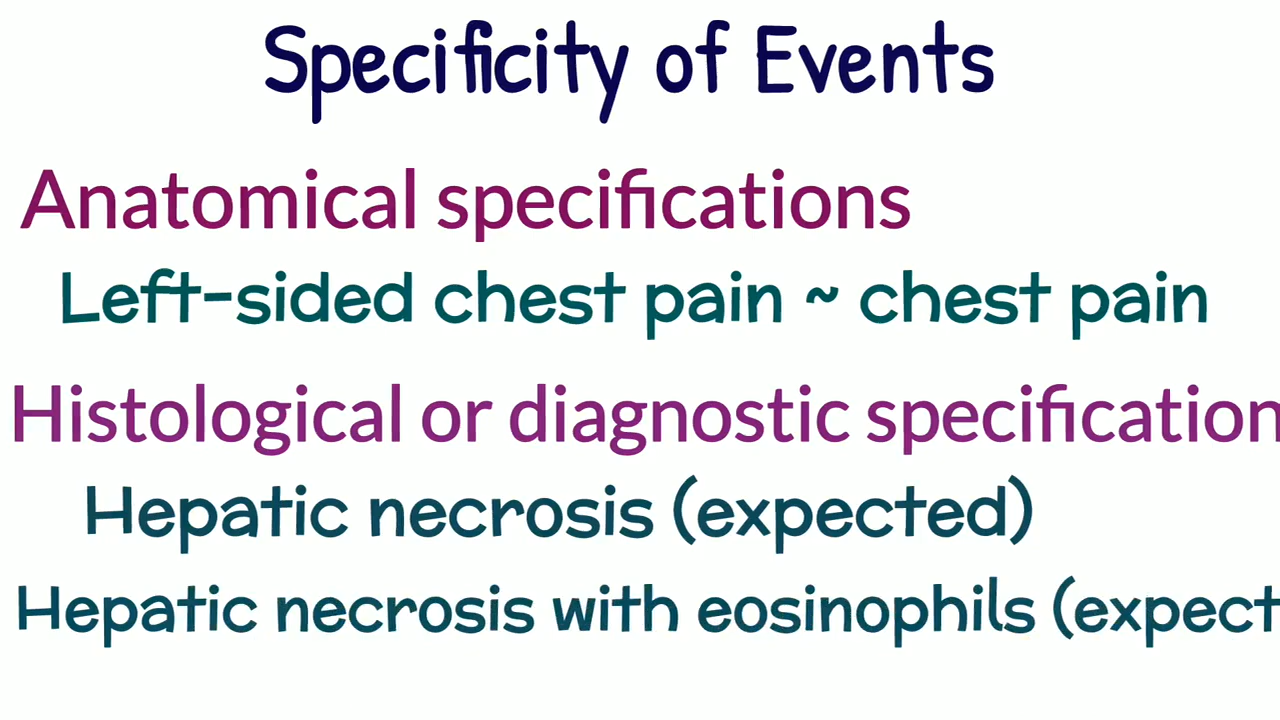 Specificity of Events
Anatomical specifications
Left-sided chest pain ~ chest pain
Histological or diagnostic specification
Hepatic necrosis (expected)
Hepatic necrosis with eosinophils (expect